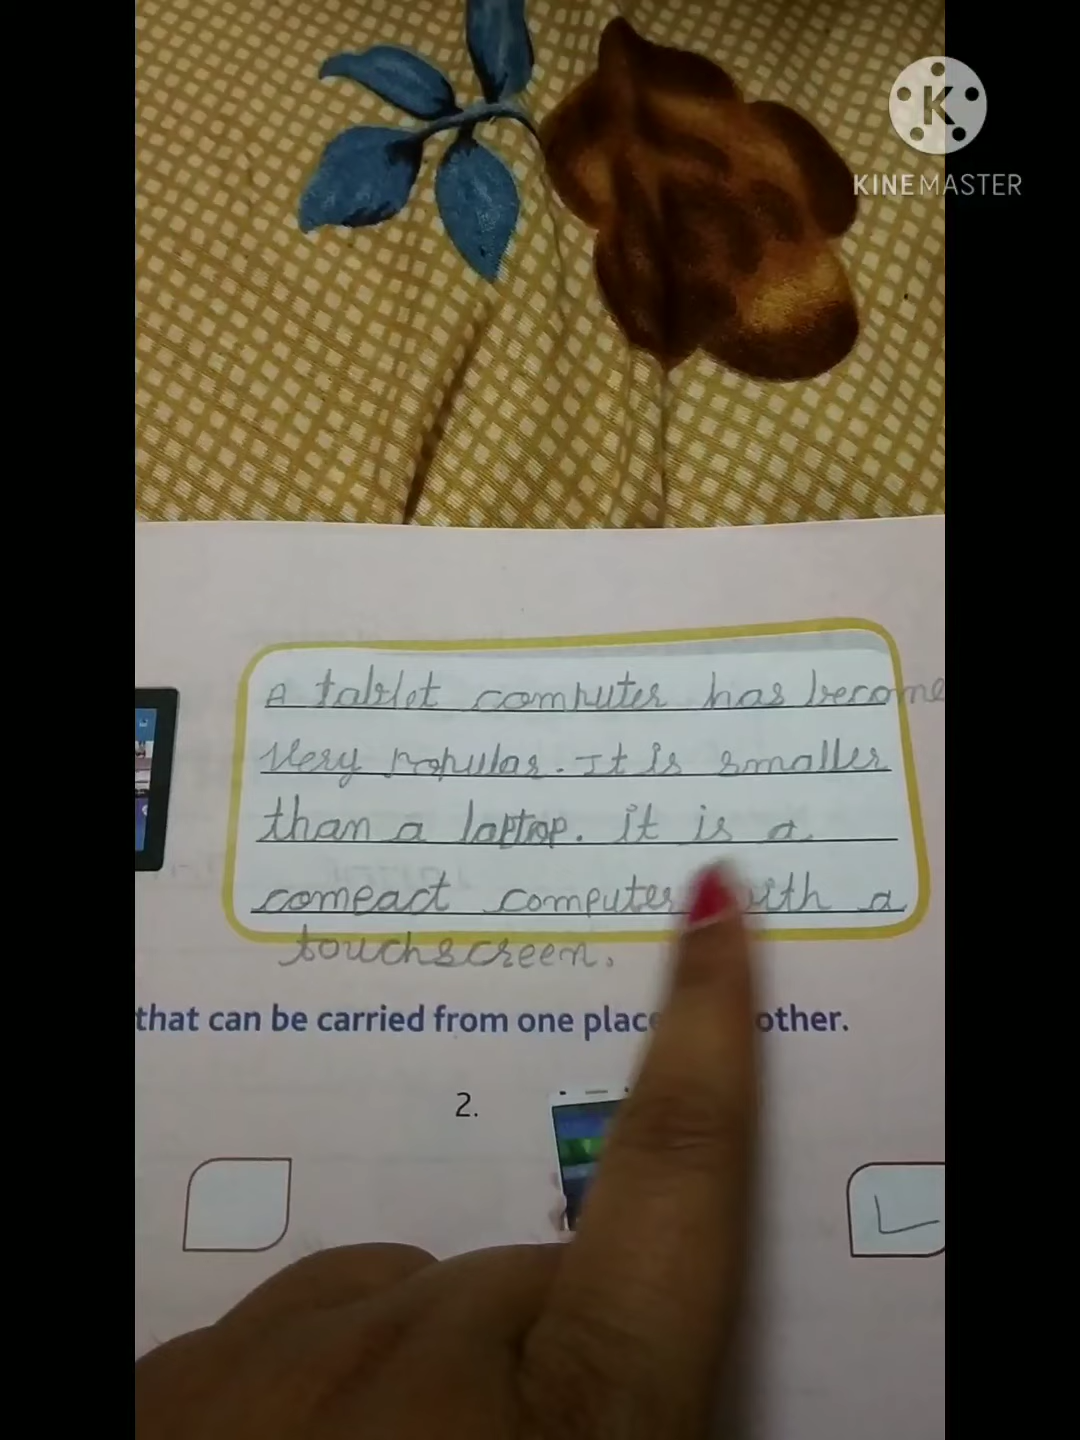 K
KINEMASTER
A tablet computer has become
very popular. It is smaller
than a laptop. it is a
compact computer with a
touchscreen.
that can be carried from one place other.
2.